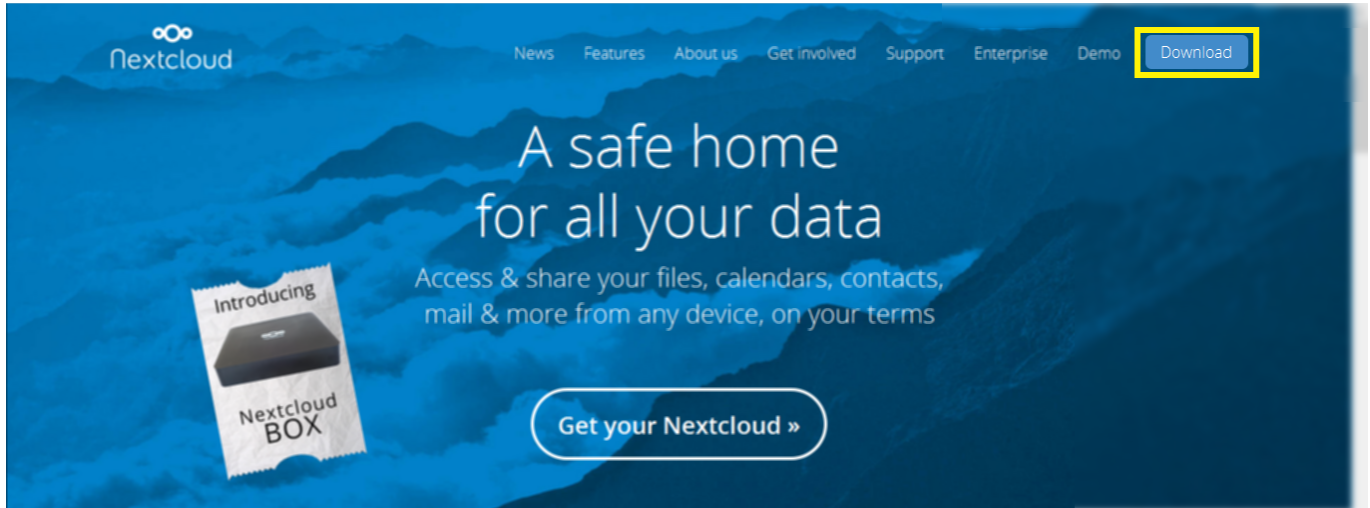 Nextcloud
News Features About us Get involved Support Enterprise Demo Download
A safe home
for all your data
Access & share your files, calendars, contacts,
mail & more from any device, on your terms
Introducing
Nextcloud
BOX
Get your Nextcloud »